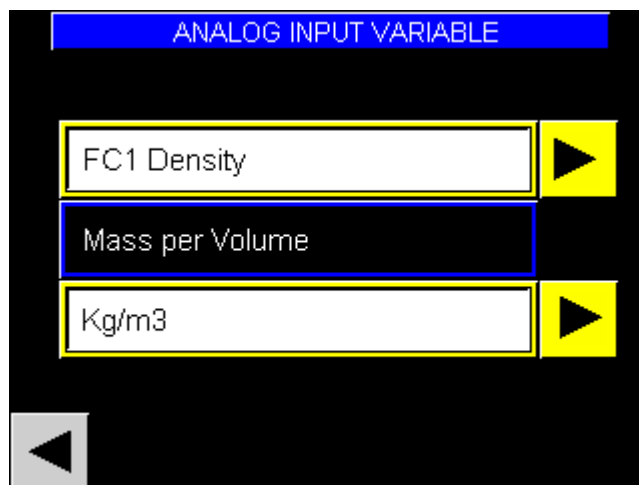 ANALOG INPUT VARIABLE
FC1 Density
Mass per Volume
Kg/m3